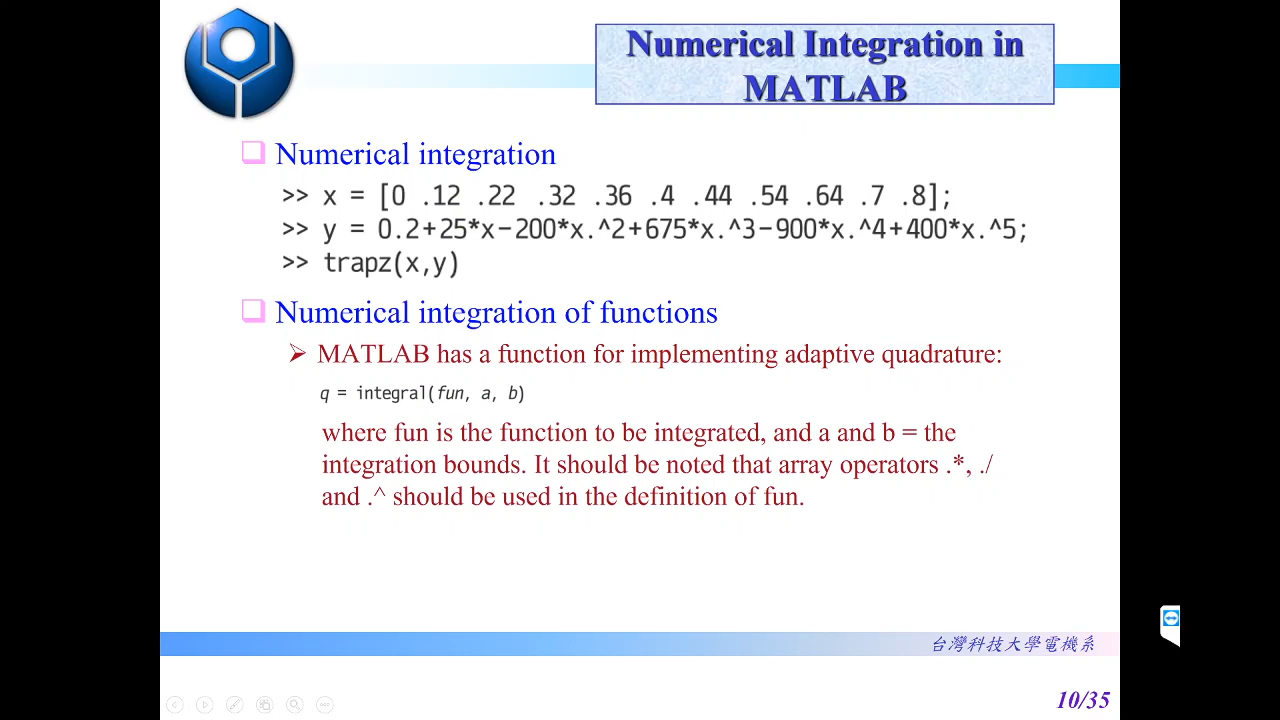 Numerical Integration in
MATLAB
Numerical integration
>> x = [0 .12 .22 .32 .36 .4 .44 .54 .64 .7 .8];
>> y = 0.2+25*x-200*x.^2+675*x.^3-900*x.^4+400*x.^5;
>> trapz(x,y)
Numerical integration of functions
MATLAB has a function for implementing adaptive quadrature:
q = integral(fun, a, b)
where fun is the function to be integrated, and a and b = the
integration bounds. It should be noted that array operators .*, ./
and .^ should be used in the definition of fun.
台灣科技大學電機系
10/35